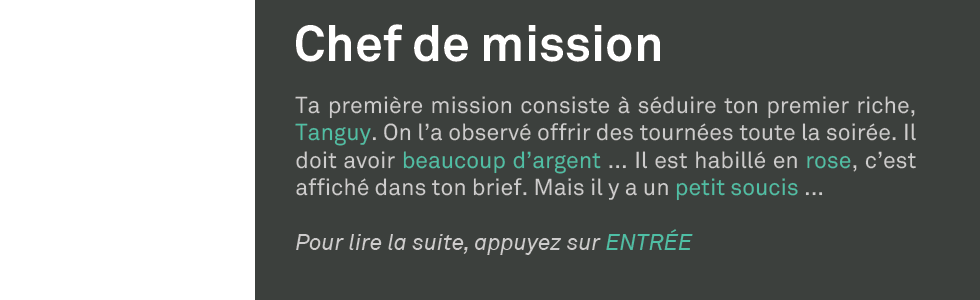 Chef de mission
Ta première mission consiste à séduire ton premier riche,
Tanguy. On l'a observé offrir des tournées toute la soirée. Il
doit avoir beaucoup d'argent ... Il est habillé en rose, c'est
affiché dans ton brief. Mais il y a un petit soucis ...
Pour lire la suite, appuyez sur ENTRÉE